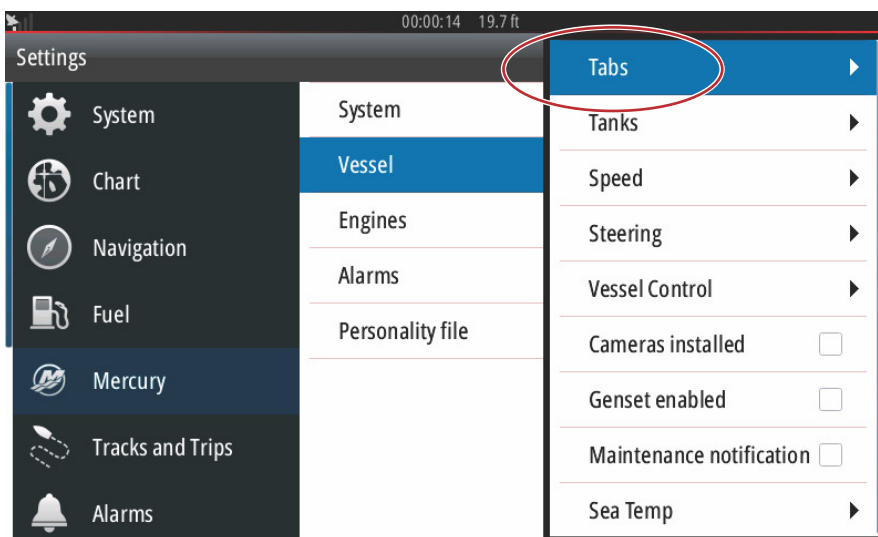 00:00:14 19.7 ft
Settings
System
Chart
Navigation
Fuel
Mercury
Tracks and Trips
Alarms
System
Vessel
Engines
Alarms
Personality file
Tabs
Tanks
Speed
Steering
Vessel Control
Cameras installed
Genset enabled
Maintenance notification
Sea Temp